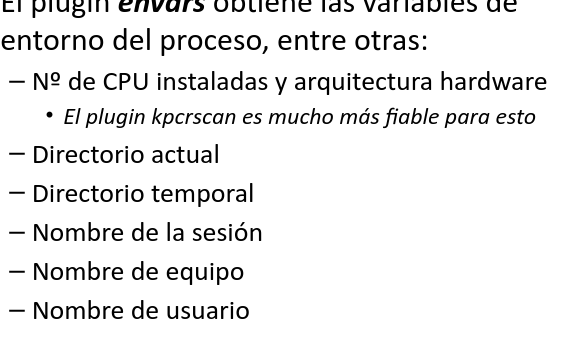 El plugin envars obtiene las variables de
entorno del proceso, entre otras:
– Nº de CPU instaladas y arquitectura hardware
• El plugin kpcrscan es mucho más fiable para esto
– Directorio actual
– Directorio temporal
– Nombre de la sesión
– Nombre de equipo
– Nombre de usuario